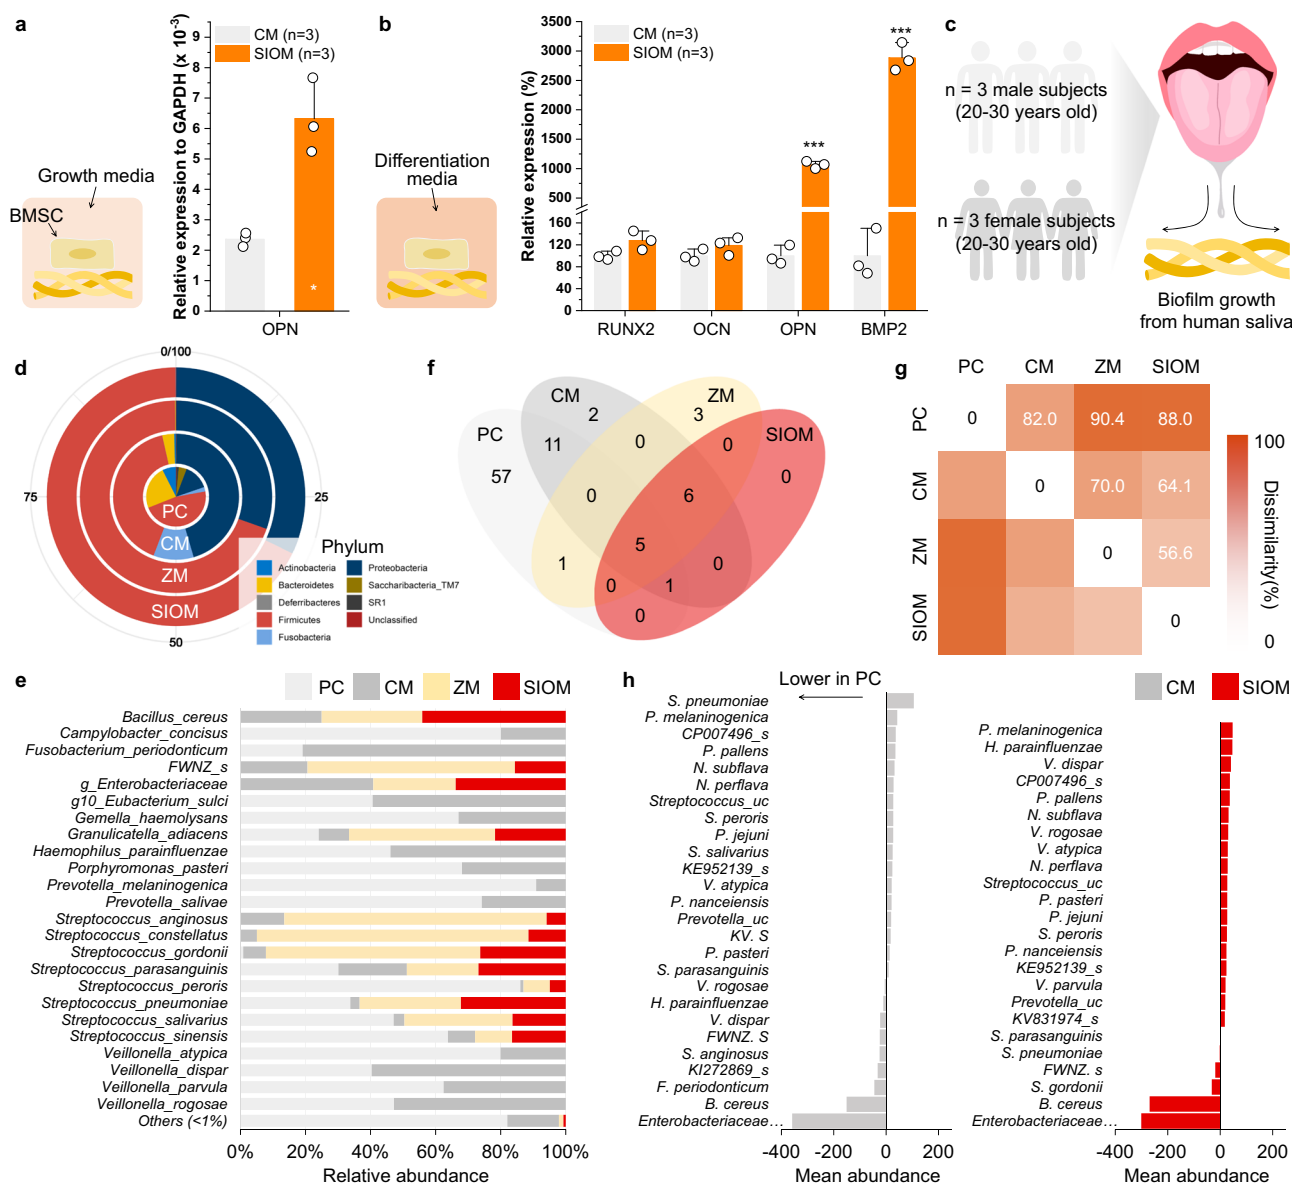 a
Relative expression to GAPDH (x 10⁻³)
9
8
7
6
5
4
3
2
1
0
CM (n=3)
SIOM (n=3)
*
OPN
Growth media
BMSC
b
Differentiation
media
Relative expression (%)
3500
3000
2500
2000
1500
1000
500
160
120
80
40
0
CM (n=3)
SIOM (n=3)
***
***
RUNX2
OCN
OPN
BMP2
c
n = 3 male subjects
(20-30 years old)
n = 3 female subjects
(20-30 years old)
Biofilm growth
from human saliva
d
0/100
25
50
75
PC
CM
ZM
SIOM
Phylum
Actinobacteria
Bacteroidetes
Deferribacteres
Firmicutes
Fusobacteria
Proteobacteria
Saccharibacteria_TM7
SR1
Unclassified
f
PC
CM
ZM
SIOM
2
3
11
0
0
57
0
0
6
5
1
0
0
1
0
g
PC CM ZM SIOM
PC
CM
ZM
SIOM
0 82.0 90.4 88.0
0 70.0 64.1
0 56.6
0
100
0
Dissimilarity(%)
e
PC CM ZM SIOM
Bacillus_cereus
Campylobacter_concisus
Fusobacterium_periodonticum
FWNZ_s
g_Enterobacteriaceae
g10_Eubacterium_sulci
Gemella_haemolysans
Granulicatella_adiacens
Haemophilus_parainfluenzae
Porphyromonas_pasteri
Prevotella_melaninogenica
Prevotella_salivae
Streptococcus_anginosus
Streptococcus_constellatus
Streptococcus_gordonii
Streptococcus_parasanguinis
Streptococcus_peroris
Streptococcus_pneumoniae
Streptococcus_salivarius
Streptococcus_sinensis
Veillonella_atypica
Veillonella_dispar
Veillonella_parvula
Veillonella_rogosae
Others (<1%)
0% 20% 40% 60% 80% 100%
Relative abundance
h
Lower in PC
CM SIOM
S. pneumoniae
P. melaninogenica
CP007496_s
P. pallens
N. subflava
N. perflava
Streptococcus_uc
S. peroris
P. jejuni
S. salivarius
KE952139_s
V. atypica
P. nanceiensis
Prevotella_uc
KV. S
P. pasteri
S. parasanguinis
V. rogosae
H. parainfluenzae
V. dispar
FWNZ. S
S. anginosus
KI272869_s
F. periodonticum
B. cereus
Enterobacteriaceae…
-400 -200 0 200
Mean abundance
P. melaninogenica
H. parainfluenzae
V. dispar
CP007496_s
P. pallens
N. subflava
V. rogosae
V. atypica
N. perflava
Streptococcus_uc
P. pasteri
P. jejuni
S. peroris
P. nanceiensis
KE952139_s
V. parvula
Prevotella_uc
KV831974_s
S. parasanguinis
S. pneumoniae
FWNZ. s
S. gordonii
B. cereus
Enterobacteriaceae…
-400 -200 0 200
Mean abundance